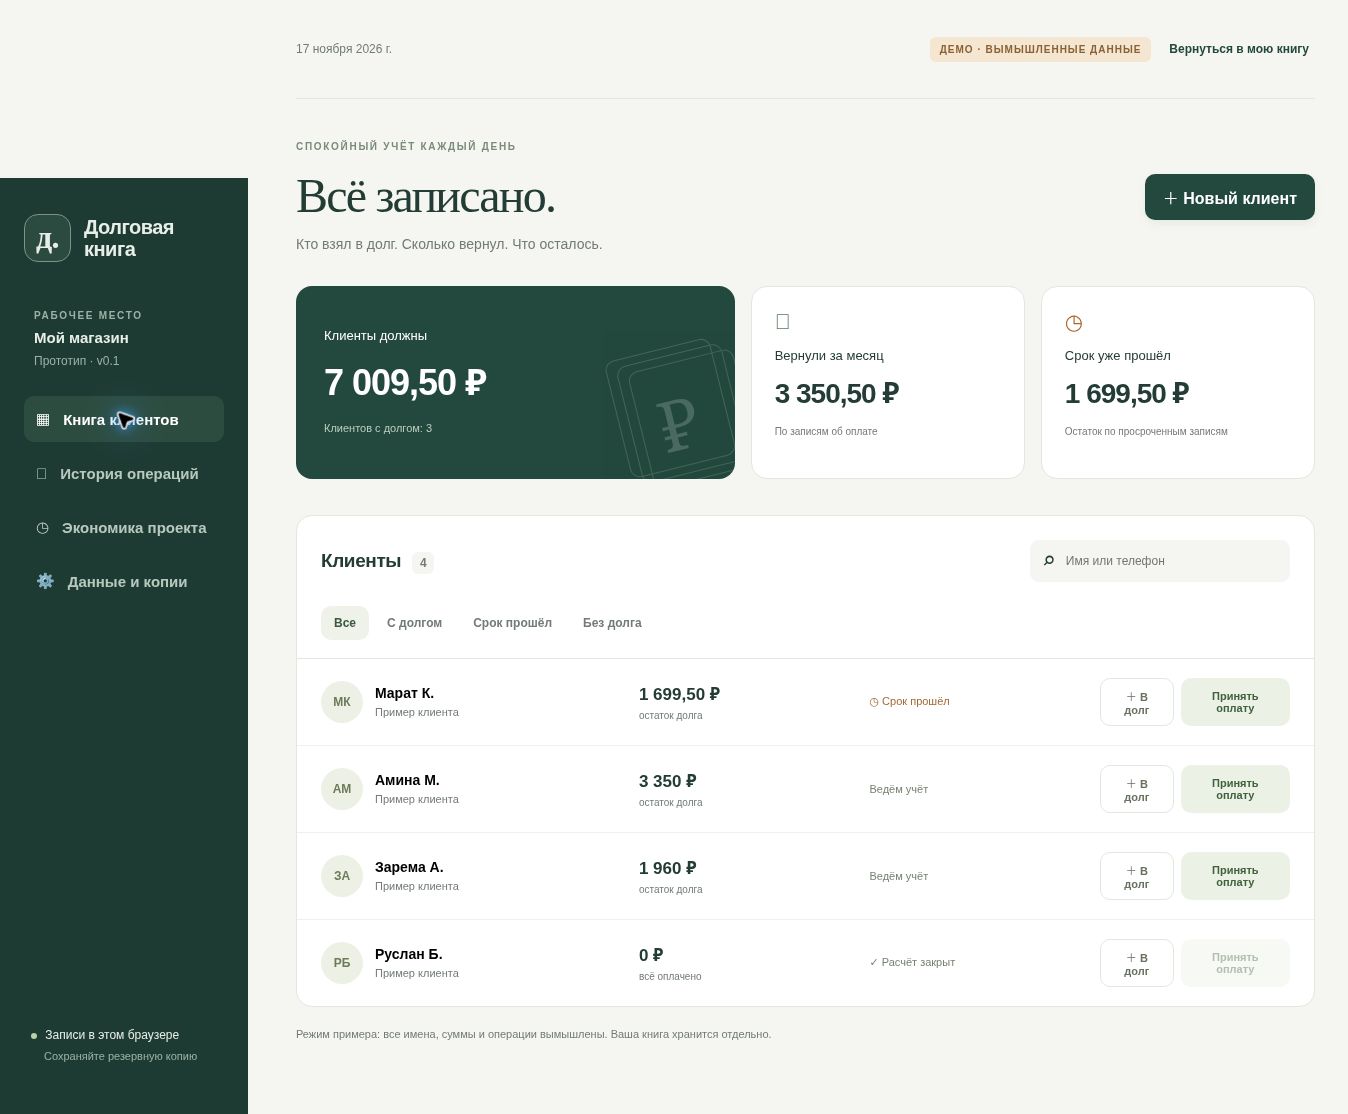 17 ноября 2026 г.
ДЕМО · ВЫМЫШЛЕННЫЕ ДАННЫЕ
Вернуться в мою книгу
Д.
Долговая
книга
РАБОЧЕЕ МЕСТО
Мой магазин
Прототип · v0.1
Книга клиентов
История операций
Экономика проекта
Данные и копии
Записи в этом браузере
Сохраняйте резервную копию
СПОКОЙНЫЙ УЧЁТ КАЖДЫЙ ДЕНЬ
Всё записано.
Кто взял в долг. Сколько вернул. Что осталось.
+ Новый клиент
Клиенты должны
7 009,50 ₽
Клиентов с долгом: 3
₽
Вернули за месяц
3 350,50 ₽
По записям об оплате
Срок уже прошёл
1 699,50 ₽
Остаток по просроченным записям
Клиенты 4
Имя или телефон
Все С долгом Срок прошёл Без долга
МК
Марат К.
Пример клиента
1 699,50 ₽
остаток долга
Срок прошёл
+ В
долг
Принять
оплату
АМ
Амина М.
Пример клиента
3 350 ₽
остаток долга
Ведём учёт
+ В
долг
Принять
оплату
ЗА
Зарема А.
Пример клиента
1 960 ₽
остаток долга
Ведём учёт
+ В
долг
Принять
оплату
РБ
Руслан Б.
Пример клиента
0 ₽
всё оплачено
✓ Расчёт закрыт
+ В
долг
Принять
оплату
Режим примера: все имена, суммы и операции вымышлены. Ваша книга хранится отдельно.